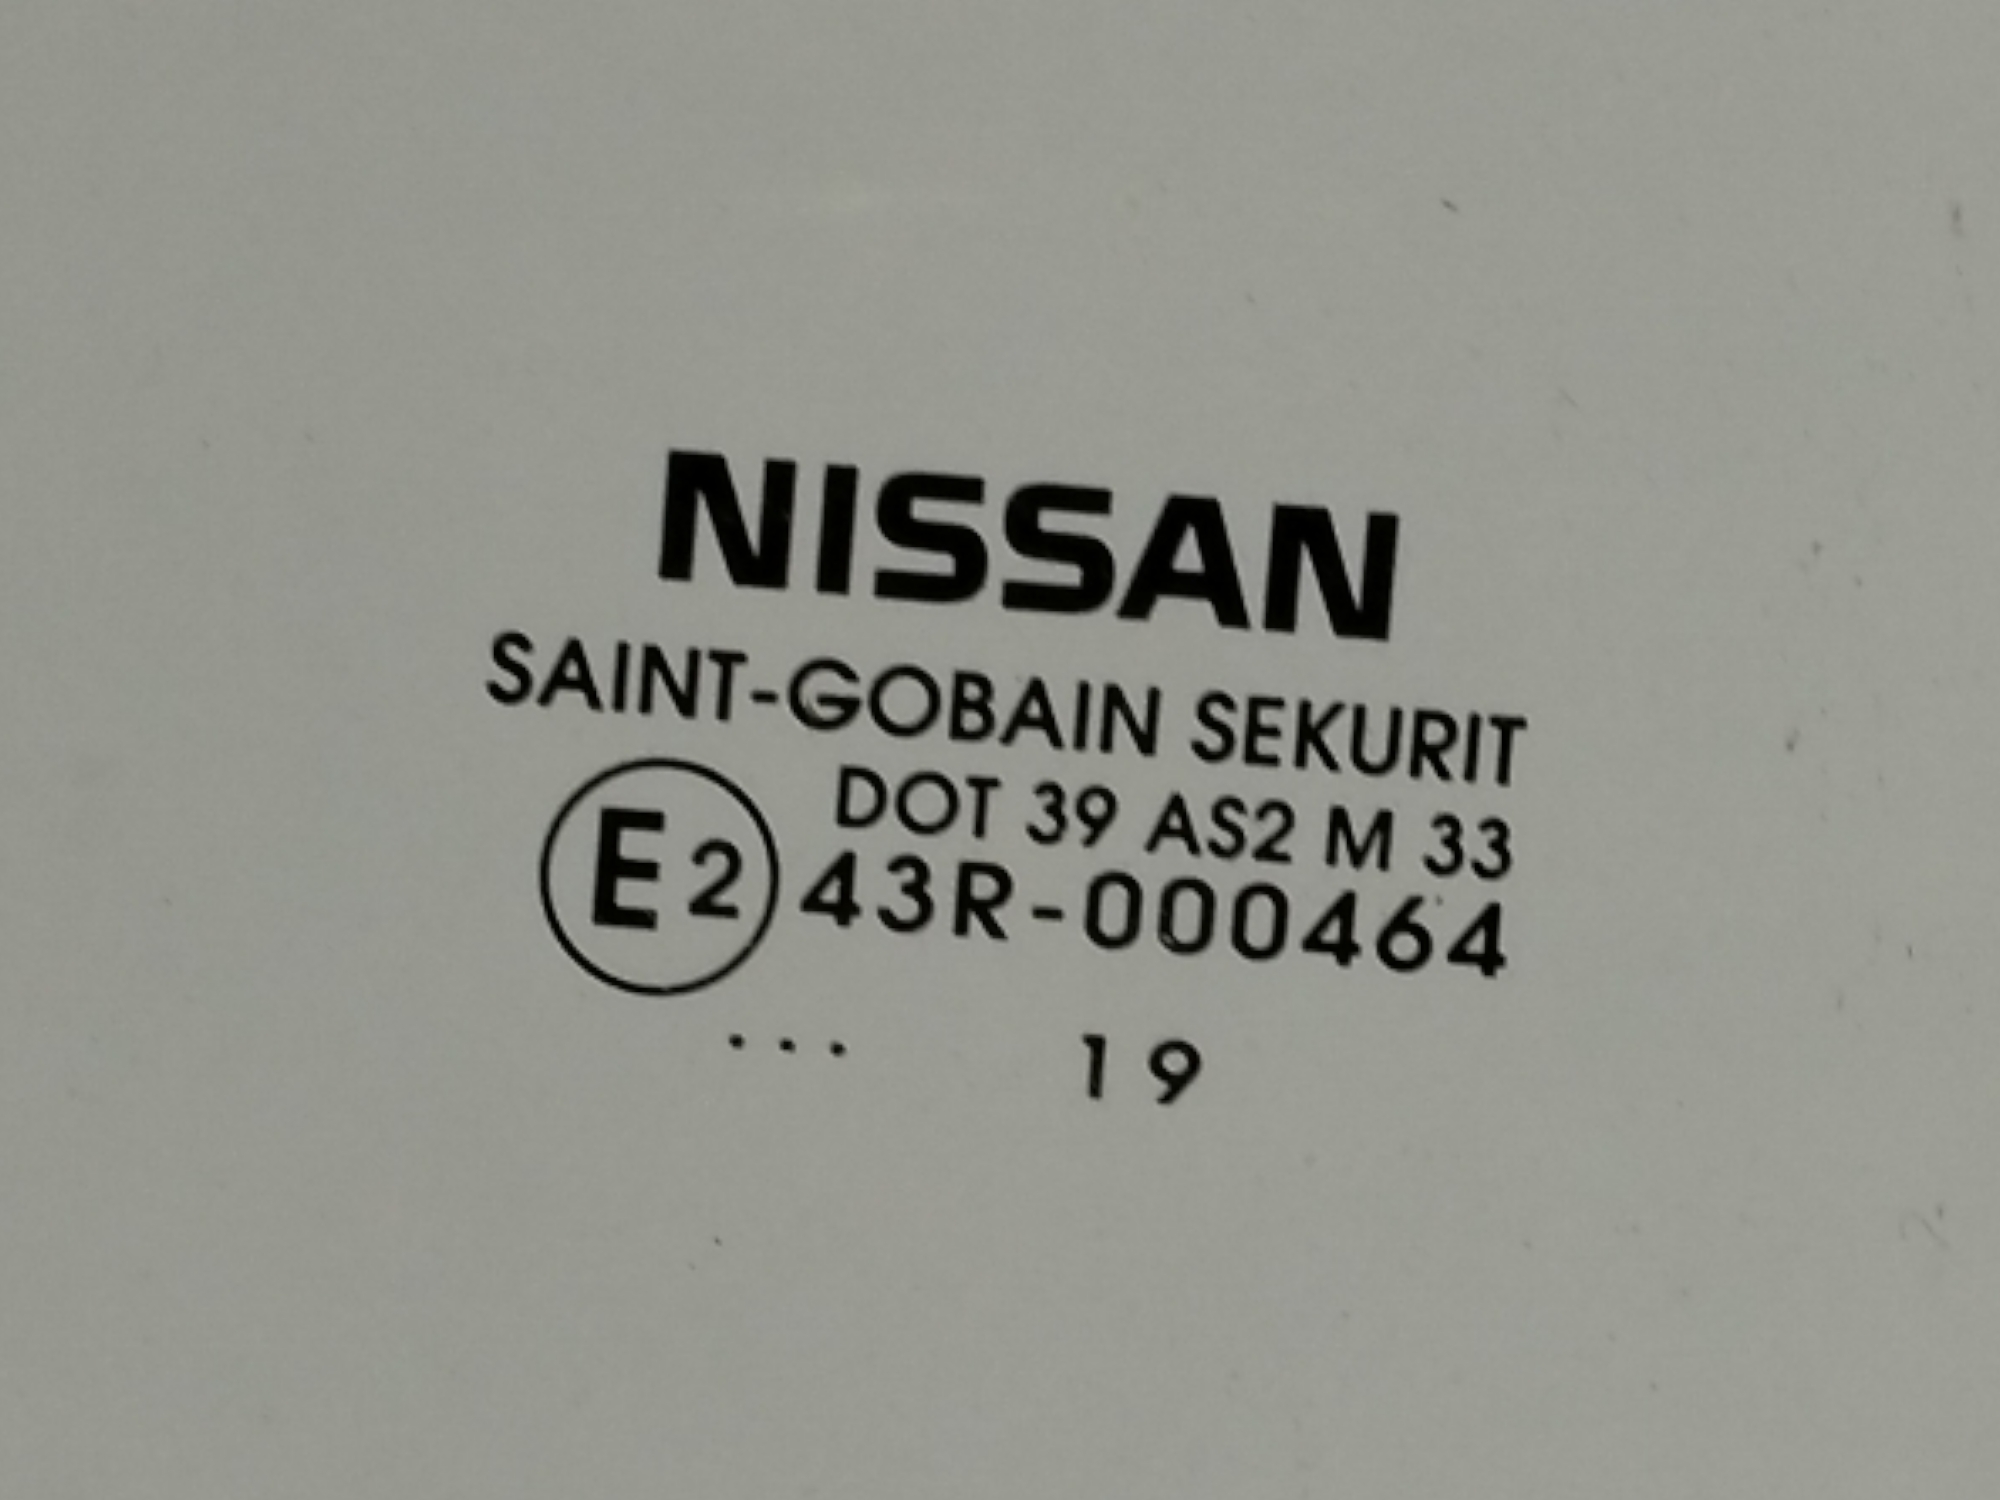 NISSAN
SAINT-GOBAIN SEKURIT
DOT 39 AS2 M 33
E2 43R-000464
... 19